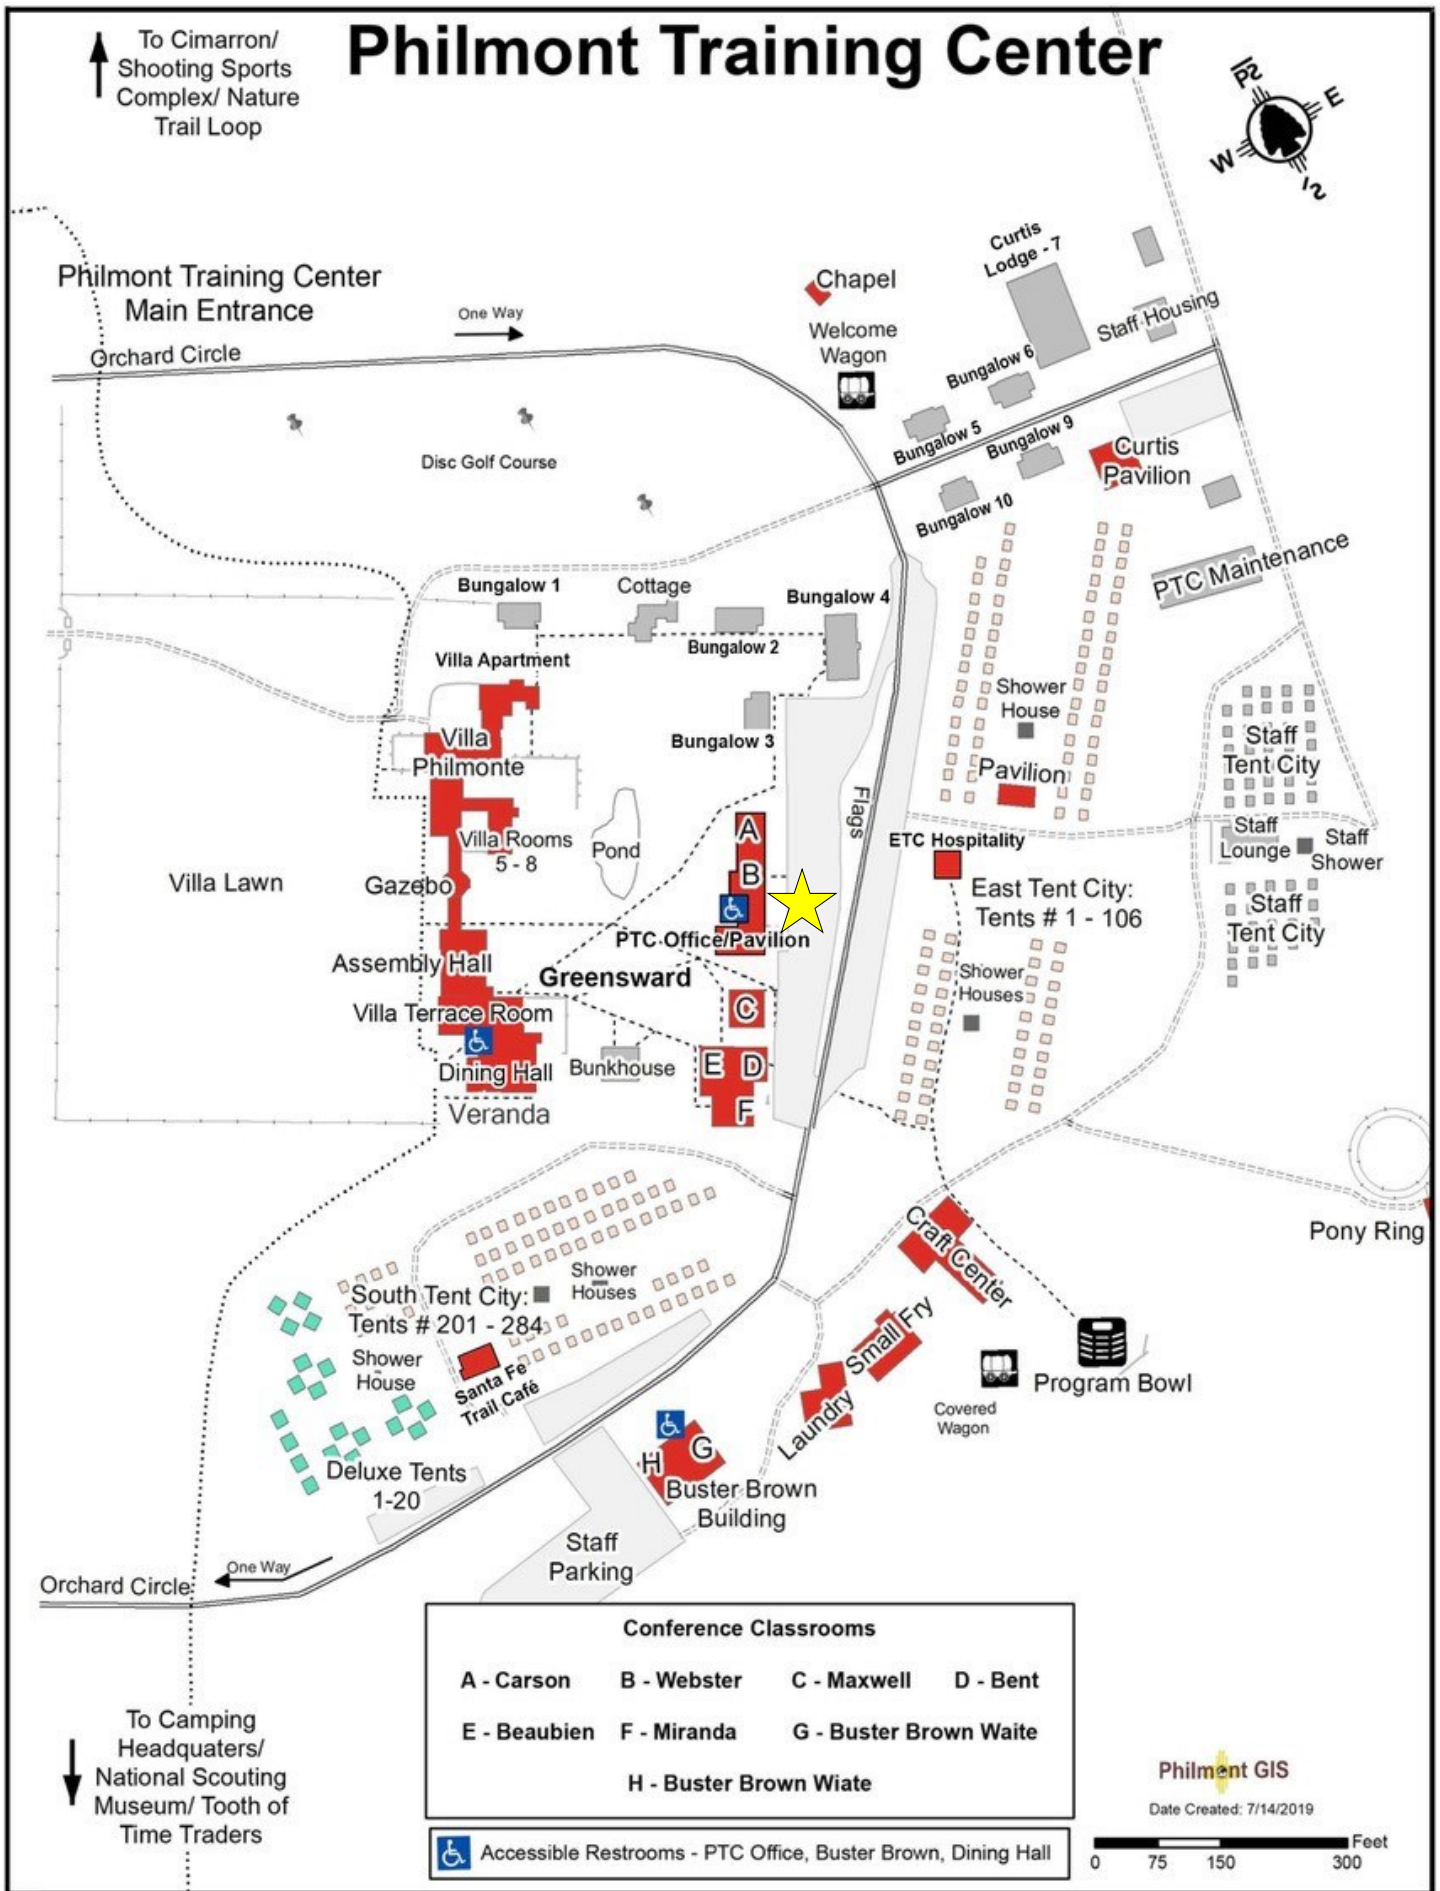 To Cimarron/
Shooting Sports
Complex/ Nature
Trail Loop
Philmont Training Center
E
W
Philmont Training Center
Main Entrance
One Way
Orchard Circle
Chapel
Welcome
Wagon
Curtis
Lodge - 7
Staff Housing
Bungalow 6
Bungalow 5
Bungalow 9
Bungalow 10
Curtis
Pavilion
Disc Golf Course
PTC Maintenance
Bungalow 1
Cottage
Bungalow 2
Bungalow 4
Villa Apartment
Bungalow 3
Villa
Philmonte
Villa Rooms
5 - 8
Pond
Gazebo
Villa Lawn
A
B
Flags
Shower
House
Pavilion
Staff
Tent City
ETC Hospitality
Staff
Lounge
Staff
Shower
East Tent City:
Tents # 1 - 106
Staff
Tent City
PTC Office/Pavilion
Assembly Hall
Greensward
Shower
Houses
Villa Terrace Room
C
Dining Hall
Bunkhouse
E
D
F
Veranda
Craft Center
Pony Ring
Shower
Houses
South Tent City:
Tents # 201 - 284
Shower
House
Santa Fe
Trail Café
Small Fry
Laundry
Covered
Wagon
Program Bowl
Deluxe Tents
1-20
H
G
Buster Brown
Building
Staff
Parking
One Way
Orchard Circle
Conference Classrooms
A - Carson
B - Webster
C - Maxwell
D - Bent
E - Beaubien
F - Miranda
G - Buster Brown Waite
H - Buster Brown Wiate
To Camping
Headquaters/
National Scouting
Museum/ Tooth of
Time Traders
Accessible Restrooms - PTC Office, Buster Brown, Dining Hall
Philmont GIS
Date Created: 7/14/2019
Feet
0 75 150 300